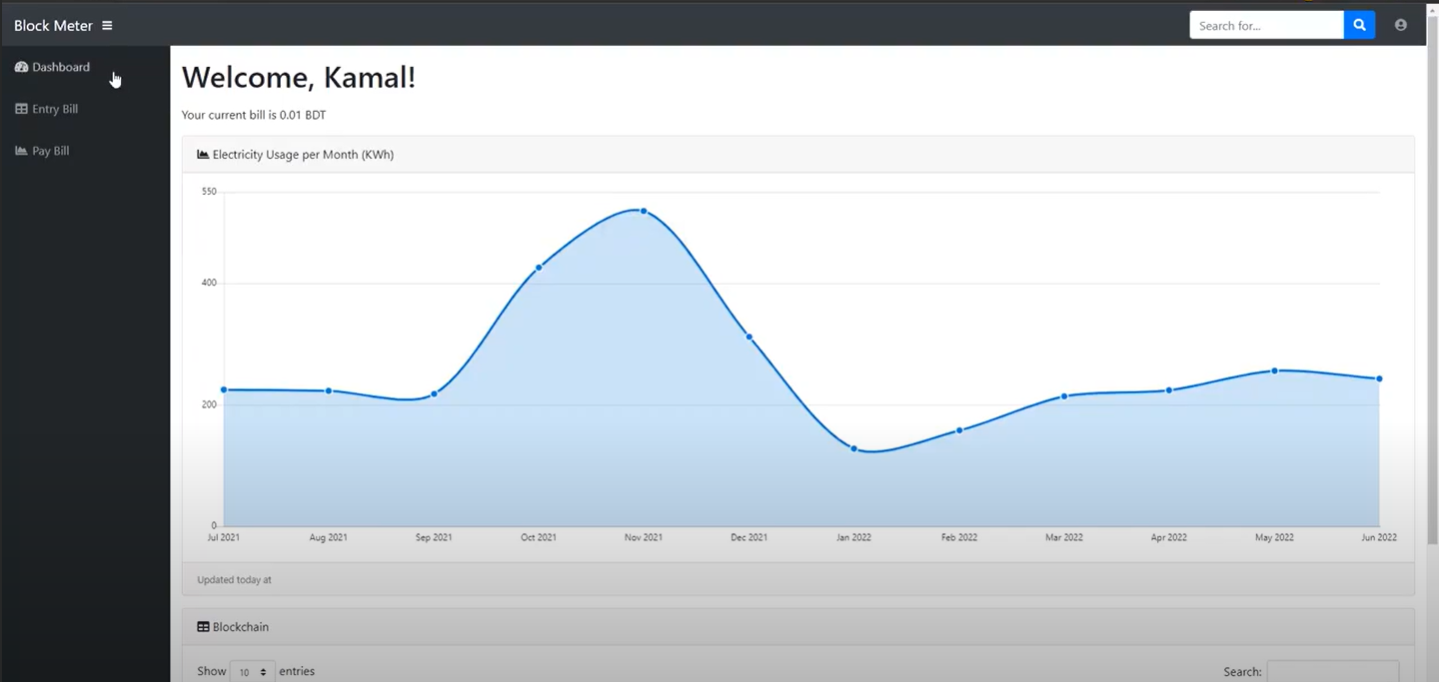 Block Meter
Search for...
Dashboard
Entry Bill
Pay Bill
Welcome, Kamal!
Your current bill is 0.01 BDT
Electricity Usage per Month (KWh)
550
400
200
0
Jul 2021 Aug 2021 Sep 2021 Oct 2021 Nov 2021 Dec 2021 Jan 2022 Feb 2022 Mar 2022 Apr 2022 May 2022 Jun 2022
Updated today at
Blockchain
Show 10 entries Search: